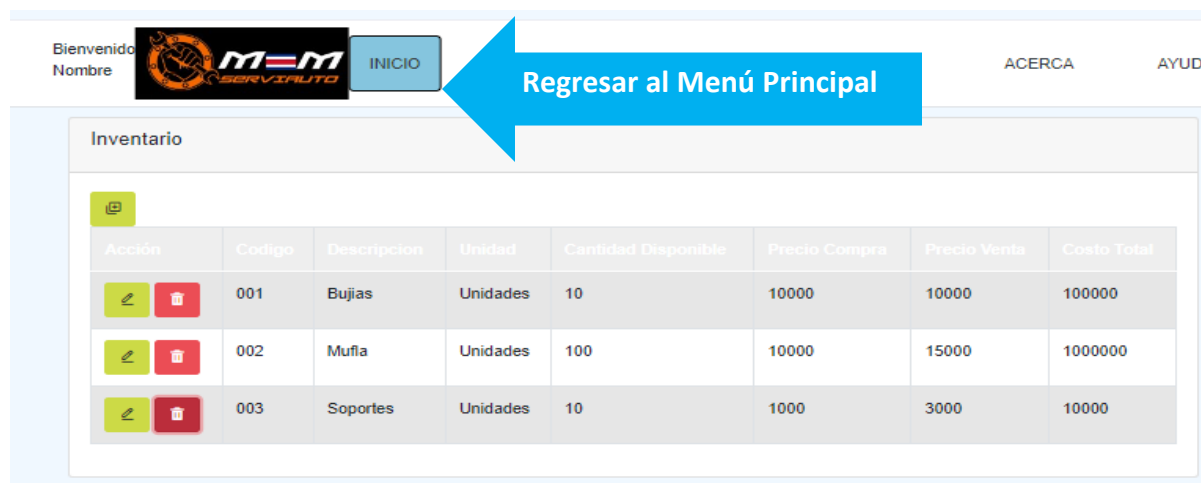 Bienvenido
Nombre
M=M
SERVIAUTO
INICIO
Regresar al Menú Principal
ACERCA
AYUD
Inventario
Acción Codigo Descripcion Unidad Cantidad Disponible Precio Compra Precio Venta Costo Total
001 Bujias Unidades 10 10000 10000 100000
002 Mufla Unidades 100 10000 15000 1000000
003 Soportes Unidades 10 1000 3000 10000